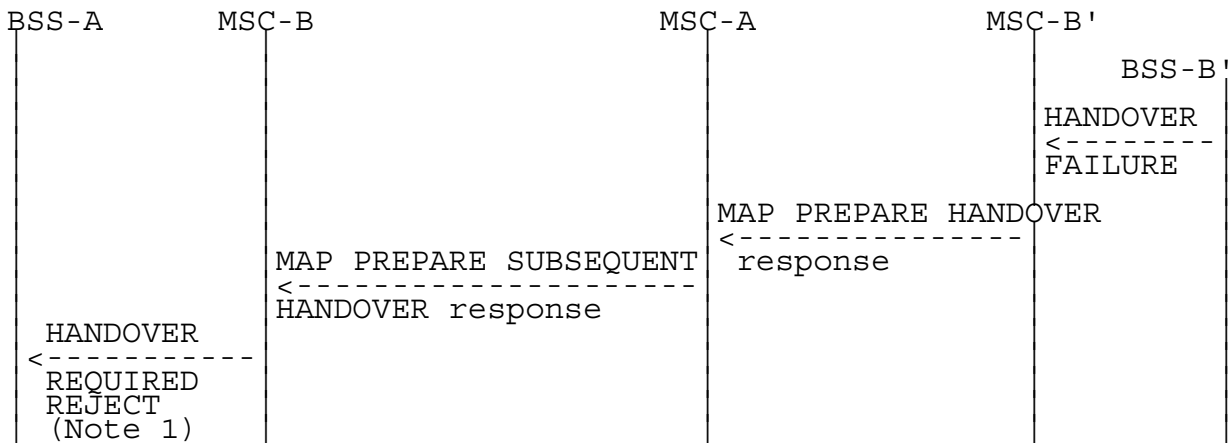 BSS-A MSC-B MSC-A MSC-B'
BSS-B'
HANDOVER
<--------
FAILURE
MAP PREPARE HANDOVER
<---------------
response
MAP PREPARE SUBSEQUENT
<----------------------
HANDOVER response
HANDOVER
<------------
REQUIRED
REJECT
(Note 1)